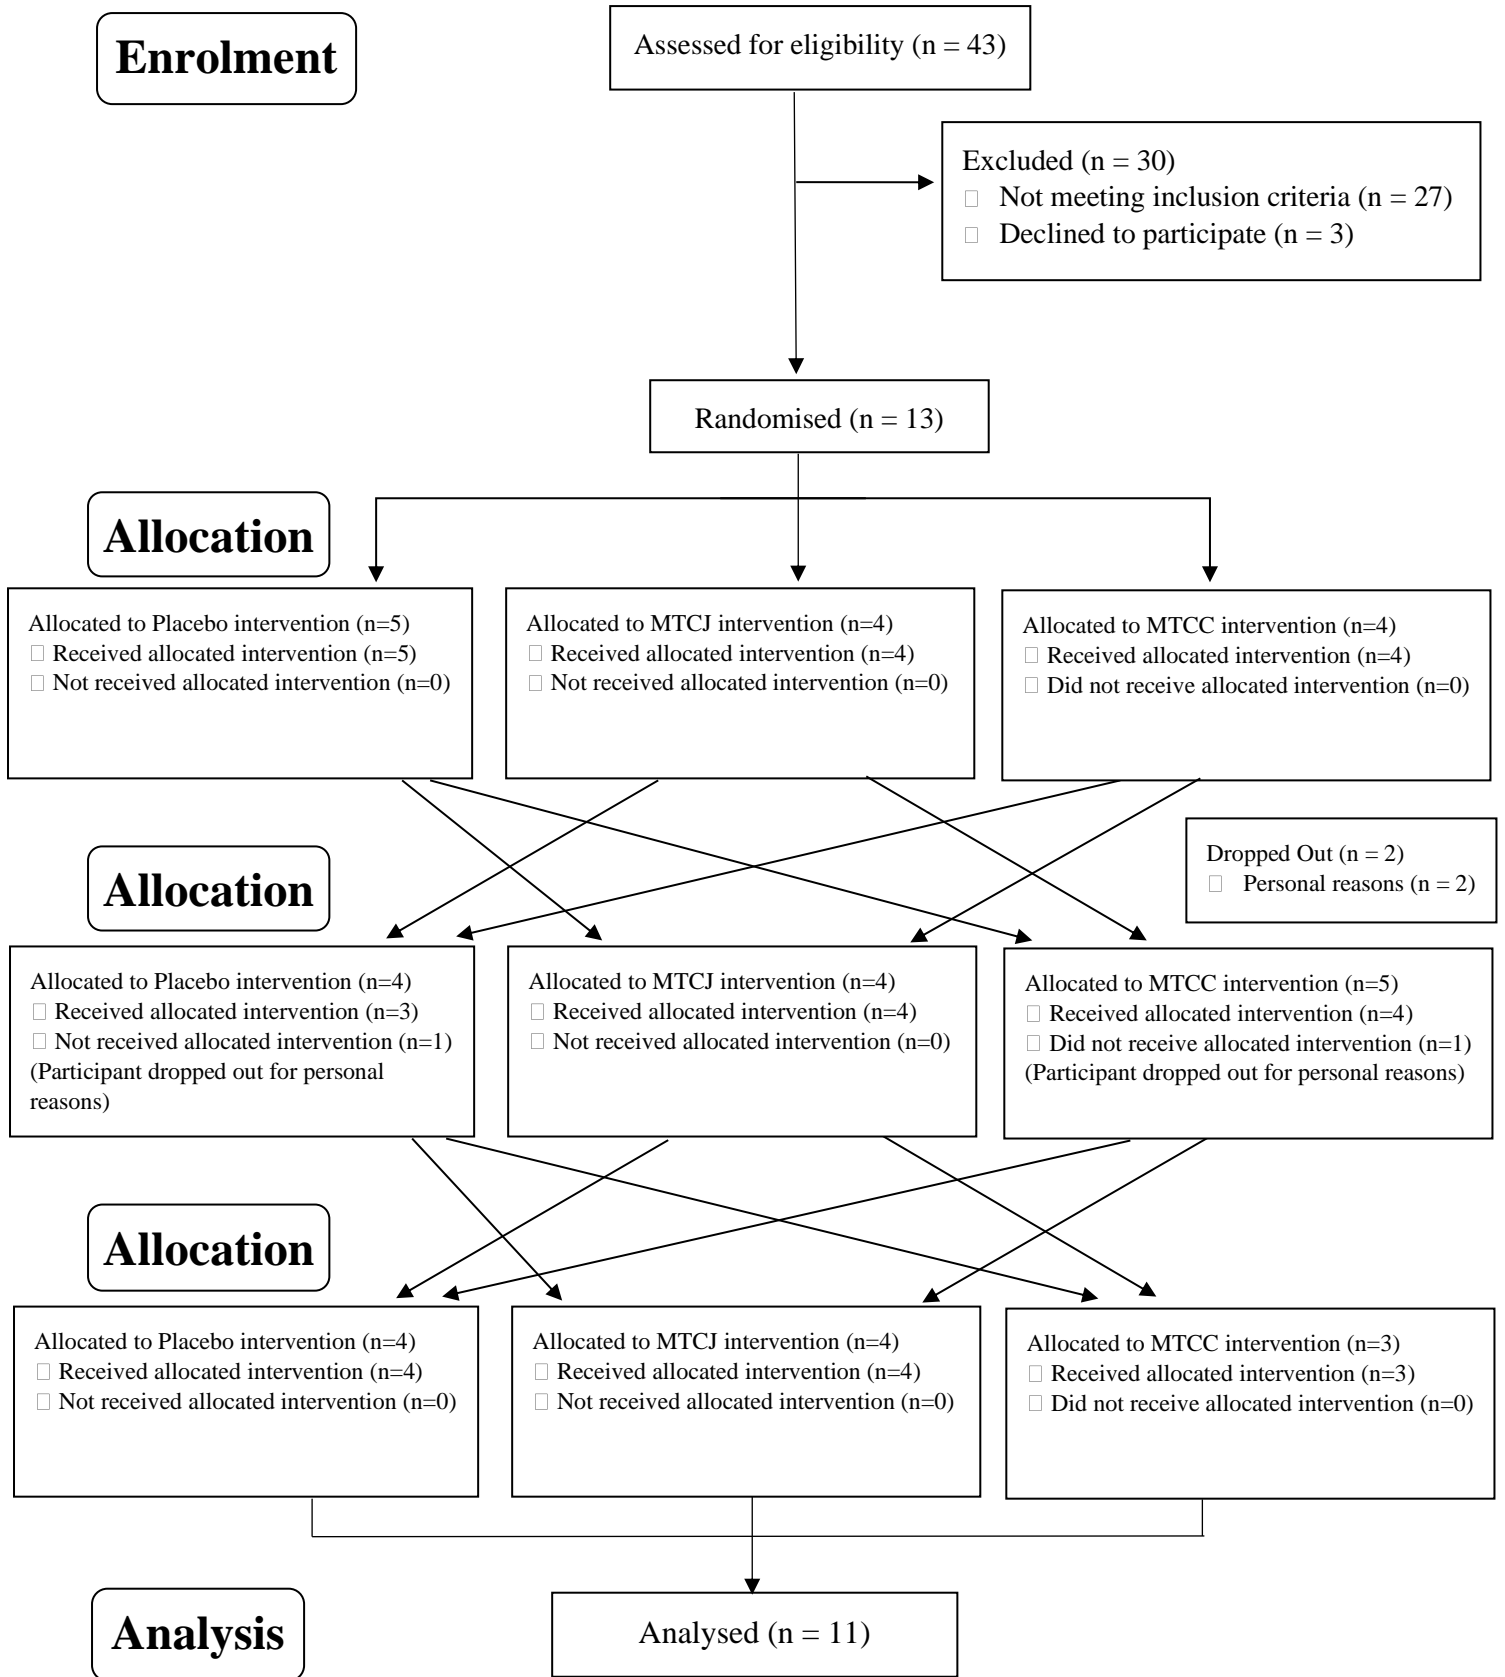 Enrolment
Assessed for eligibility (n = 43)
Excluded (n = 30)
Not meeting inclusion criteria (n = 27)
Declined to participate (n = 3)
Randomised (n = 13)
Allocation
Allocated to Placebo intervention (n=5)
Received allocated intervention (n=5)
Not received allocated intervention (n=0)
Allocated to MTCJ intervention (n=4)
Received allocated intervention (n=4)
Not received allocated intervention (n=0)
Allocated to MTCC intervention (n=4)
Received allocated intervention (n=4)
Did not receive allocated intervention (n=0)
Dropped Out (n = 2)
Personal reasons (n = 2)
Allocation
Allocated to Placebo intervention (n=4)
Received allocated intervention (n=3)
Not received allocated intervention (n=1)
(Participant dropped out for personal
reasons)
Allocated to MTCJ intervention (n=4)
Received allocated intervention (n=4)
Not received allocated intervention (n=0)
Allocated to MTCC intervention (n=5)
Received allocated intervention (n=4)
Did not receive allocated intervention (n=1)
(Participant dropped out for personal reasons)
Allocation
Allocated to Placebo intervention (n=4)
Received allocated intervention (n=4)
Not received allocated intervention (n=0)
Allocated to MTCJ intervention (n=4)
Received allocated intervention (n=4)
Not received allocated intervention (n=0)
Allocated to MTCC intervention (n=3)
Received allocated intervention (n=3)
Did not receive allocated intervention (n=0)
Analysis
Analysed (n = 11)